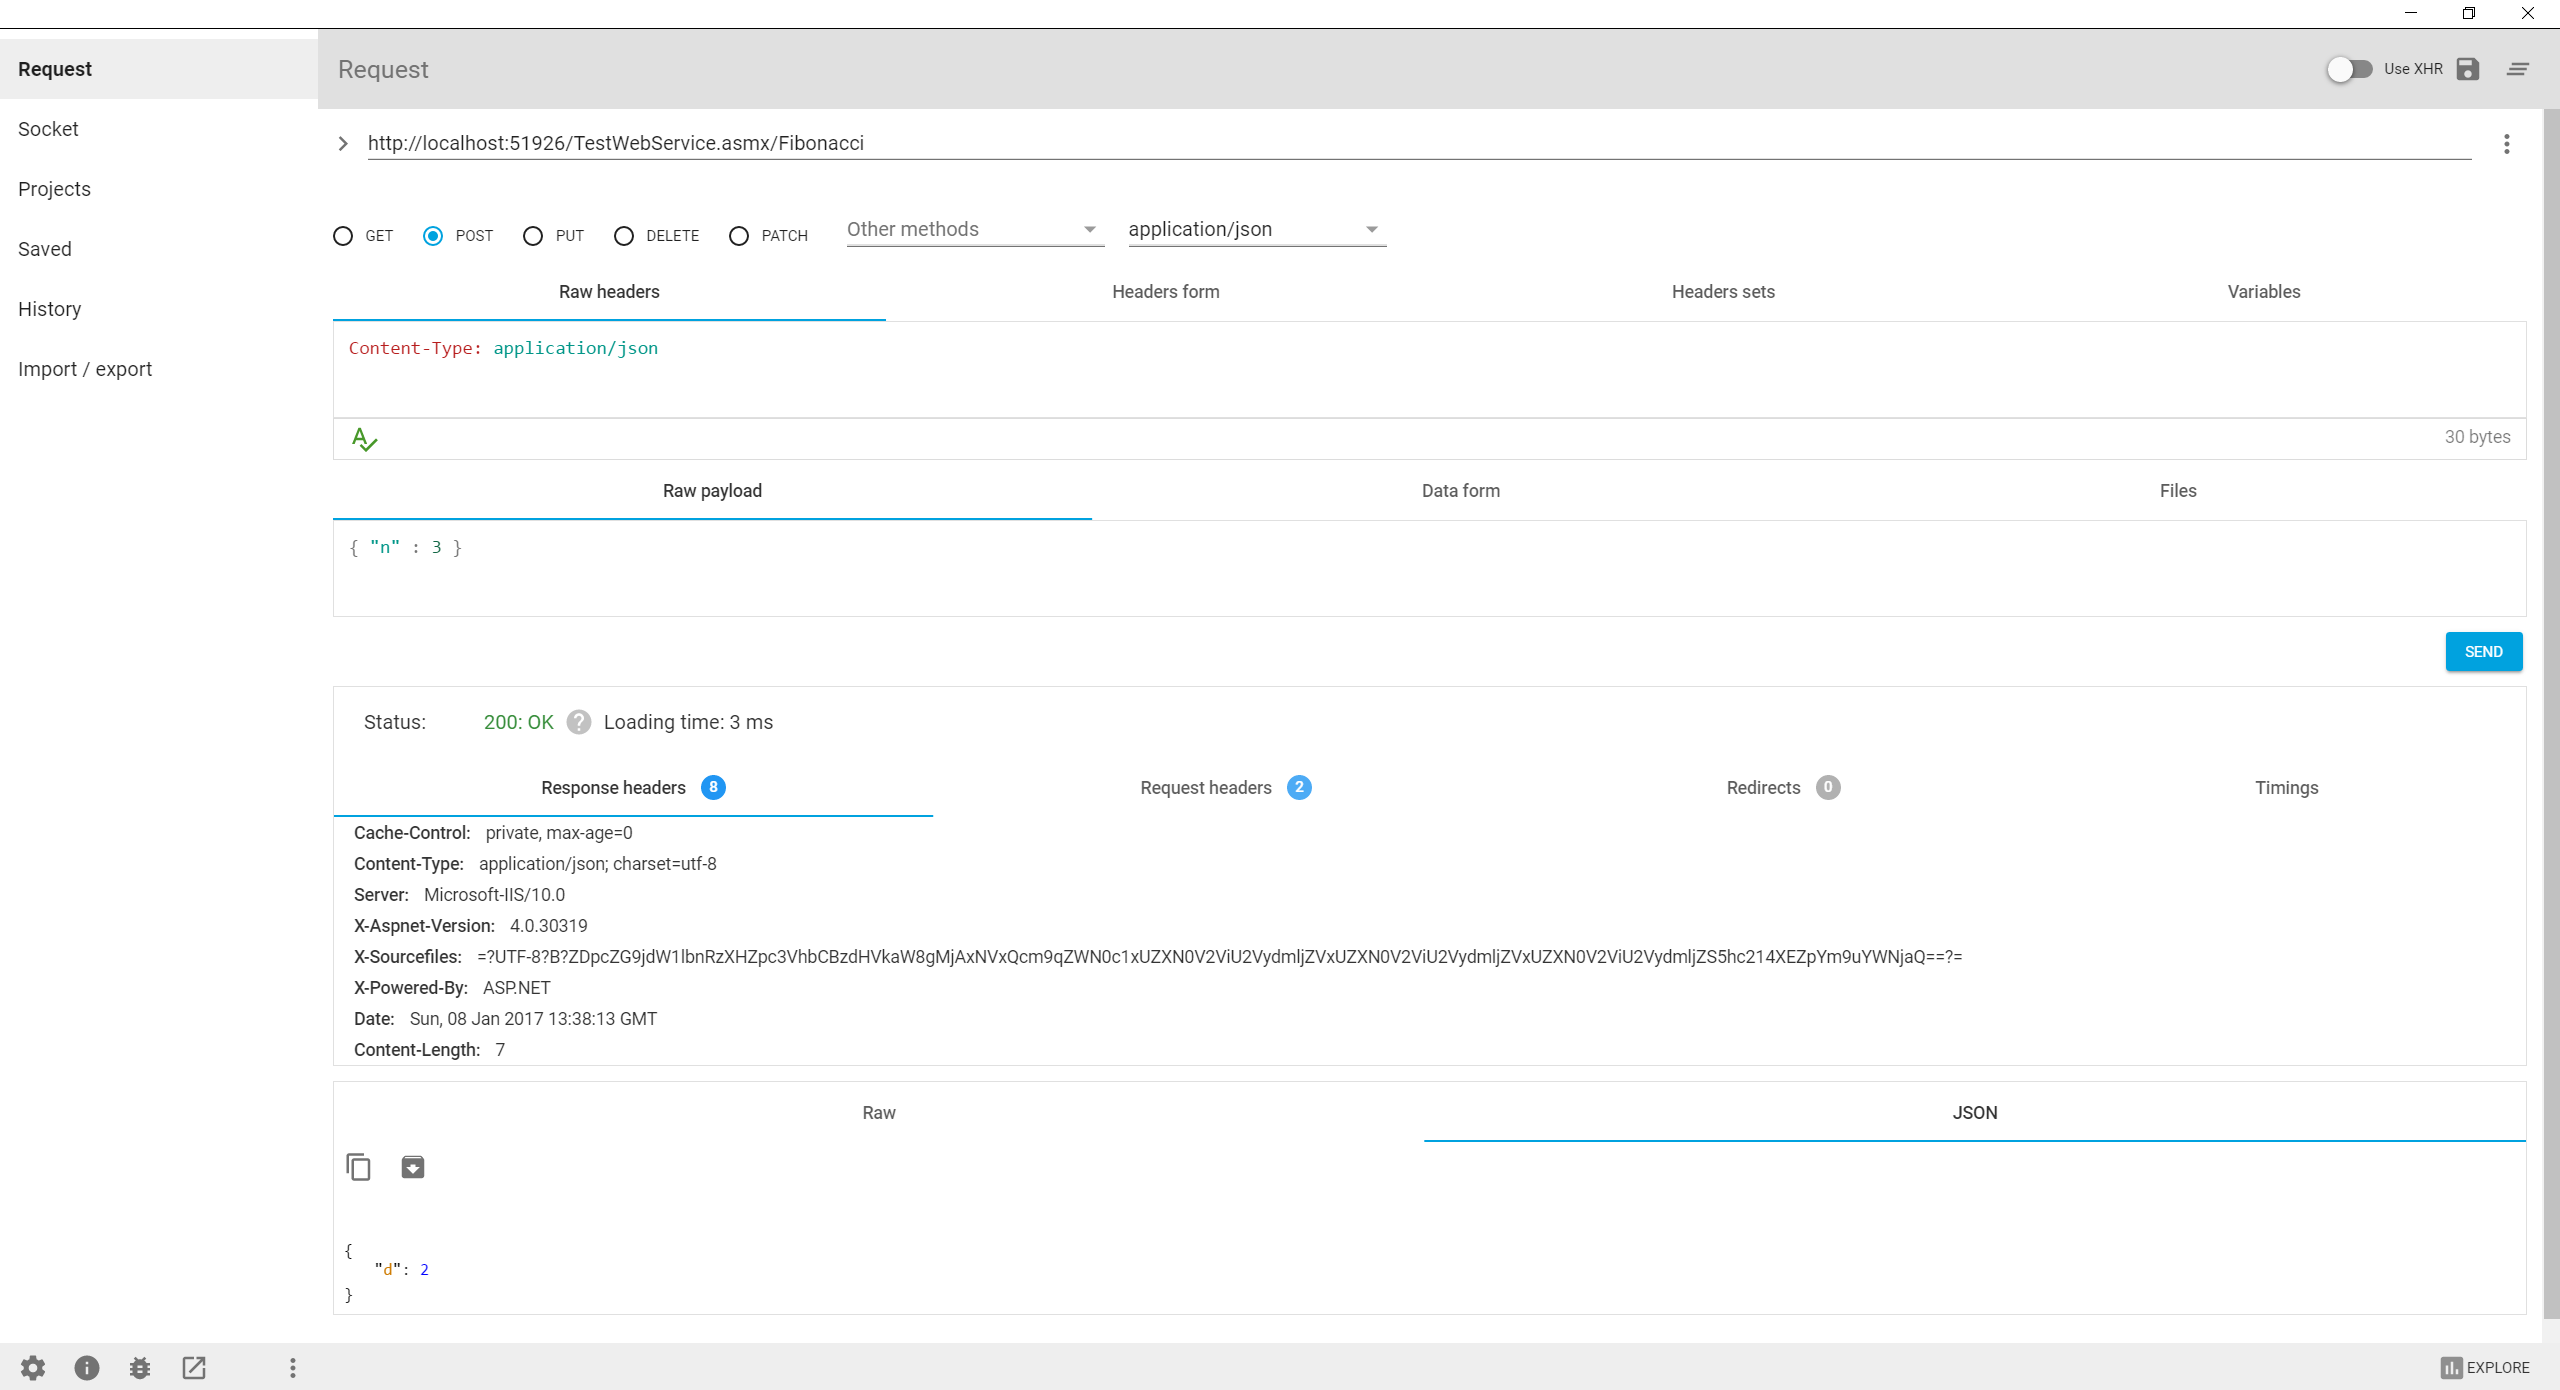 Request
Socket
Projects
Saved
History
Import / export
Request
Use XHR
http://localhost:51926/TestWebService.asmx/Fibonacci
GET POST PUT DELETE PATCH Other methods application/json
Raw headers Headers form Headers sets Variables
Content-Type: application/json
30 bytes
Raw payload Data form Files
{ "n" : 3 }
SEND
Status: 200: OK ? Loading time: 3 ms
Response headers 8 Request headers 2 Redirects 0 Timings
Cache-Control: private, max-age=0
Content-Type: application/json; charset=utf-8
Server: Microsoft-IIS/10.0
X-Aspnet-Version: 4.0.30319
X-Sourcefiles: =?UTF-8?B?ZDpcZG9jdW1lbnRzXHZpc3VhbCBzdHVkaW8gMjAxNVxQcm9qZWN0c1xUZXN0V2ViU2VydmljZVxUZXN0V2ViU2VydmljZVxUZXN0V2ViU2VydmljZS5hc214XEZpYm9uYWNjaQ==?=
X-Powered-By: ASP.NET
Date: Sun, 08 Jan 2017 13:38:13 GMT
Content-Length: 7
Raw JSON
{
"d": 2
}
EXPLORE